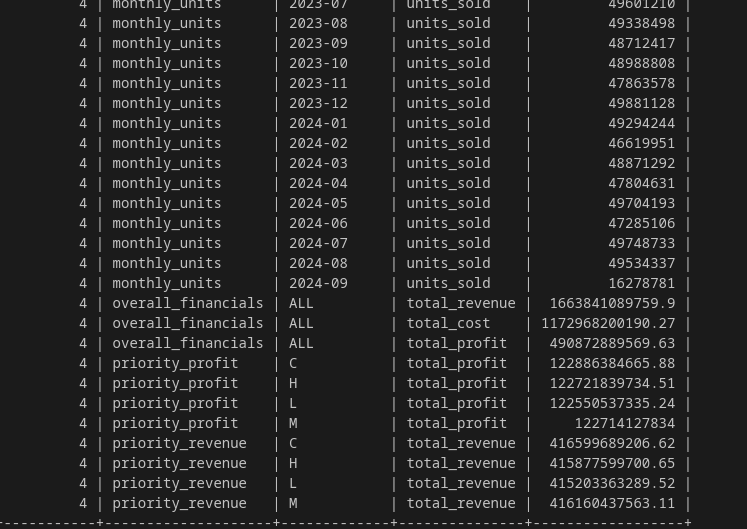 4 | monthly_units | 2023-07 | units_sold | 49601210 |
4 | monthly_units | 2023-08 | units_sold | 49338498 |
4 | monthly_units | 2023-09 | units_sold | 48712417 |
4 | monthly_units | 2023-10 | units_sold | 48988808 |
4 | monthly_units | 2023-11 | units_sold | 47863578 |
4 | monthly_units | 2023-12 | units_sold | 49881128 |
4 | monthly_units | 2024-01 | units_sold | 49294244 |
4 | monthly_units | 2024-02 | units_sold | 46619951 |
4 | monthly_units | 2024-03 | units_sold | 48871292 |
4 | monthly_units | 2024-04 | units_sold | 47804631 |
4 | monthly_units | 2024-05 | units_sold | 49704193 |
4 | monthly_units | 2024-06 | units_sold | 47285106 |
4 | monthly_units | 2024-07 | units_sold | 49748733 |
4 | monthly_units | 2024-08 | units_sold | 49534337 |
4 | monthly_units | 2024-09 | units_sold | 16278781 |
4 | overall_financials | ALL | total_revenue | 1663841089759.9 |
4 | overall_financials | ALL | total_cost | 1172968200190.27 |
4 | overall_financials | ALL | total_profit | 490872889569.63 |
4 | priority_profit | C | total_profit | 122886384665.88 |
4 | priority_profit | H | total_profit | 122721839734.51 |
4 | priority_profit | L | total_profit | 122550537335.24 |
4 | priority_profit | M | total_profit | 122714127834 |
4 | priority_revenue | C | total_revenue | 416599689206.62 |
4 | priority_revenue | H | total_revenue | 415877599700.65 |
4 | priority_revenue | L | total_revenue | 415203363289.52 |
4 | priority_revenue | M | total_revenue | 416160437563.11 |
-----------+--------------------+-------------+---------------+------------------+